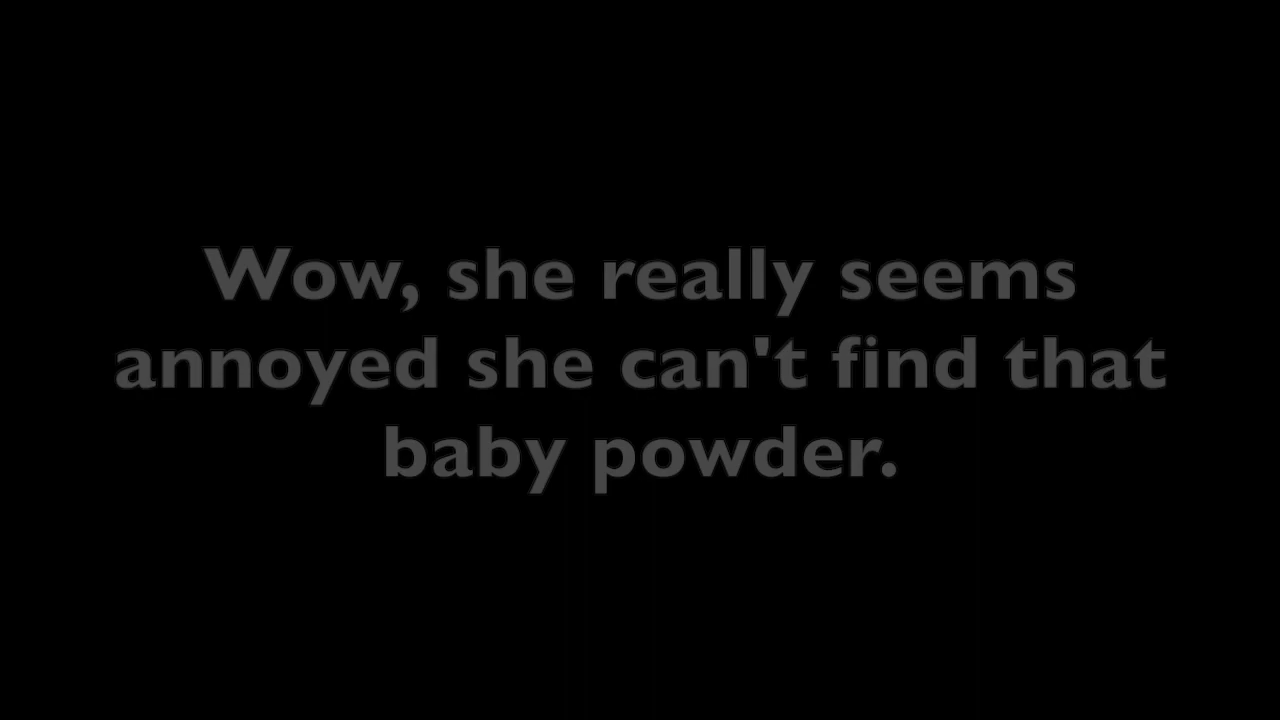 Wow, she really seems
annoyed she can't find that
baby powder.